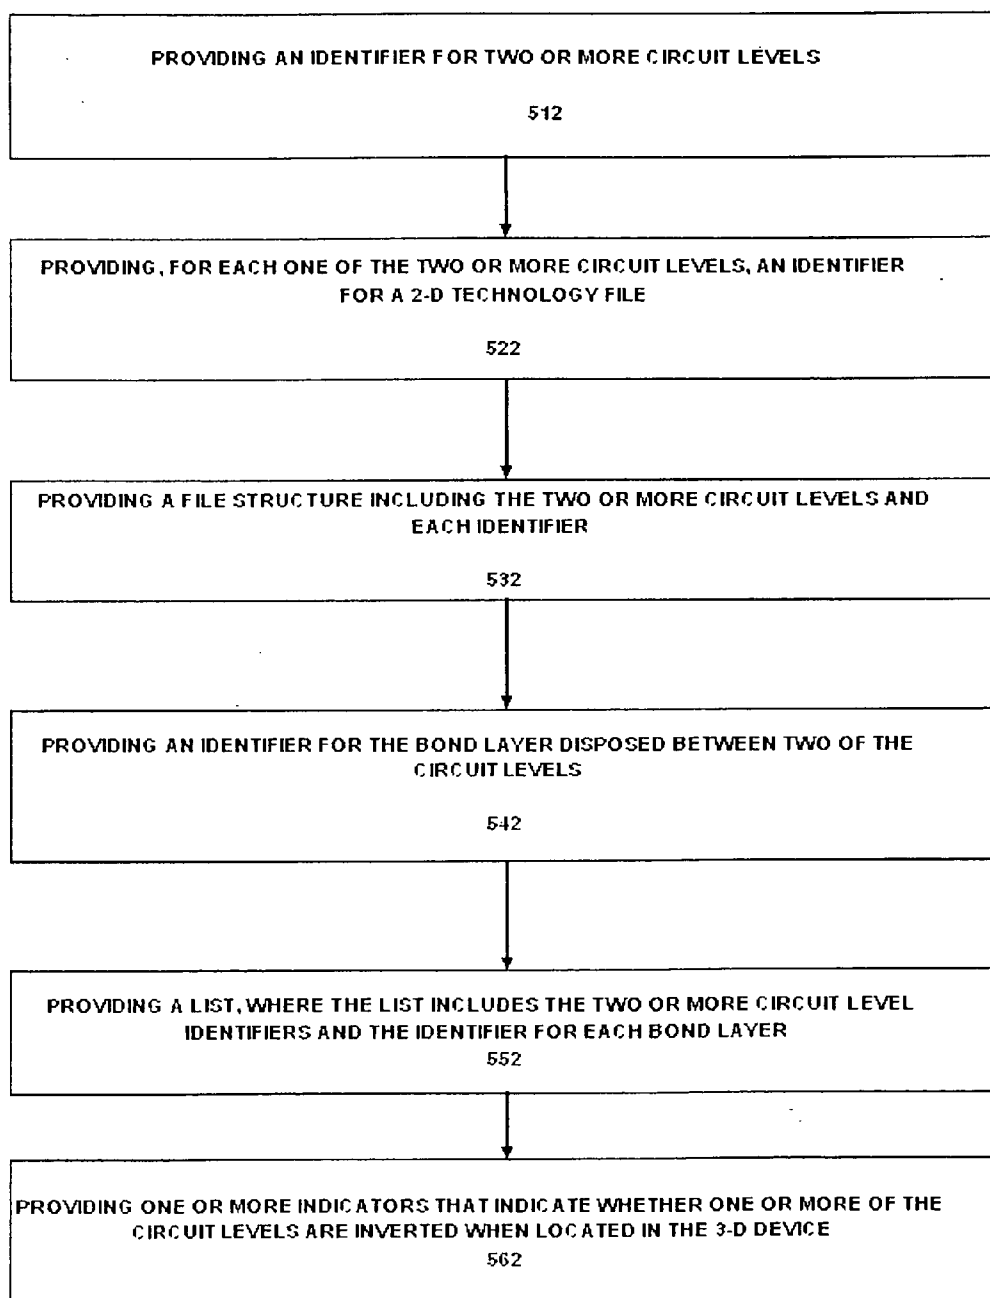 PROVIDING AN IDENTIFIER FOR TWO OR MORE CIRCUIT LEVELS
512
PROVIDING, FOR EACH ONE OF THE TWO OR MORE CIRCUIT LEVELS, AN IDENTIFIER
FOR A 2-D TECHNOLOGY FILE
522
PROVIDING A FILE STRUCTURE INCLUDING THE TWO OR MORE CIRCUIT LEVELS AND
EACH IDENTIFIER
532
PROVIDING AN IDENTIFIER FOR THE BOND LAYER DISPOSED BETWEEN TWO OF THE
CIRCUIT LEVELS
542
PROVIDING A LIST, WHERE THE LIST INCLUDES THE TWO OR MORE CIRCUIT LEVEL
IDENTIFIERS AND THE IDENTIFIER FOR EACH BOND LAYER
552
PROVIDING ONE OR MORE INDICATORS THAT INDICATE WHETHER ONE OR MORE OF THE
CIRCUIT LEVELS ARE INVERTED WHEN LOCATED IN THE 3-D DEVICE
562